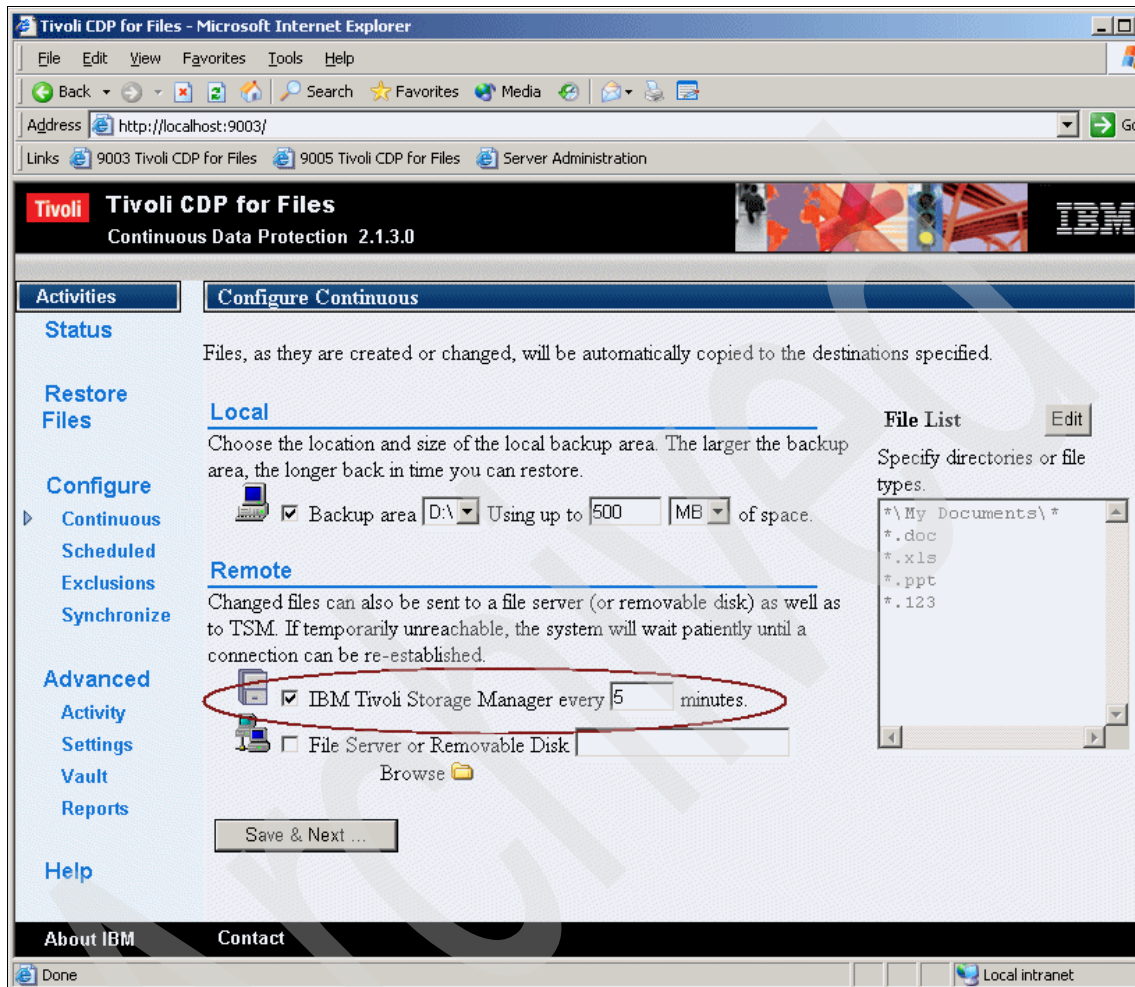 Tivoli CDP for Files - Microsoft Internet Explorer
File Edit View Favorites Tools Help
Back Search Favorites Media
Address http://localhost:9003/ Go
Links 9003 Tivoli CDP for Files 9005 Tivoli CDP for Files Server Administration
Tivoli Tivoli CDP for Files
Continuous Data Protection 2.1.3.0
IBM
Activities
Status
Restore
Files
Configure
Continuous
Scheduled
Exclusions
Synchronize
Advanced
Activity
Settings
Vault
Reports
Help
Configure Continuous
Files, as they are created or changed, will be automatically copied to the destinations specified.
Local
Choose the location and size of the local backup area. The larger the backup
area, the longer back in time you can restore.
Backup area D:\ Using up to 500 MB of space.
Remote
Changed files can also be sent to a file server (or removable disk) as well as
to TSM. If temporarily unreachable, the system will wait patiently until a
connection can be re-established.
IBM Tivoli Storage Manager every 5 minutes.
File Server or Removable Disk
Browse
Save & Next ...
File List Edit
Specify directories or file
types.
*\My Documents\*
*.doc
*.xls
*.ppt
*.123
About IBM Contact
Done Local intranet
Archived